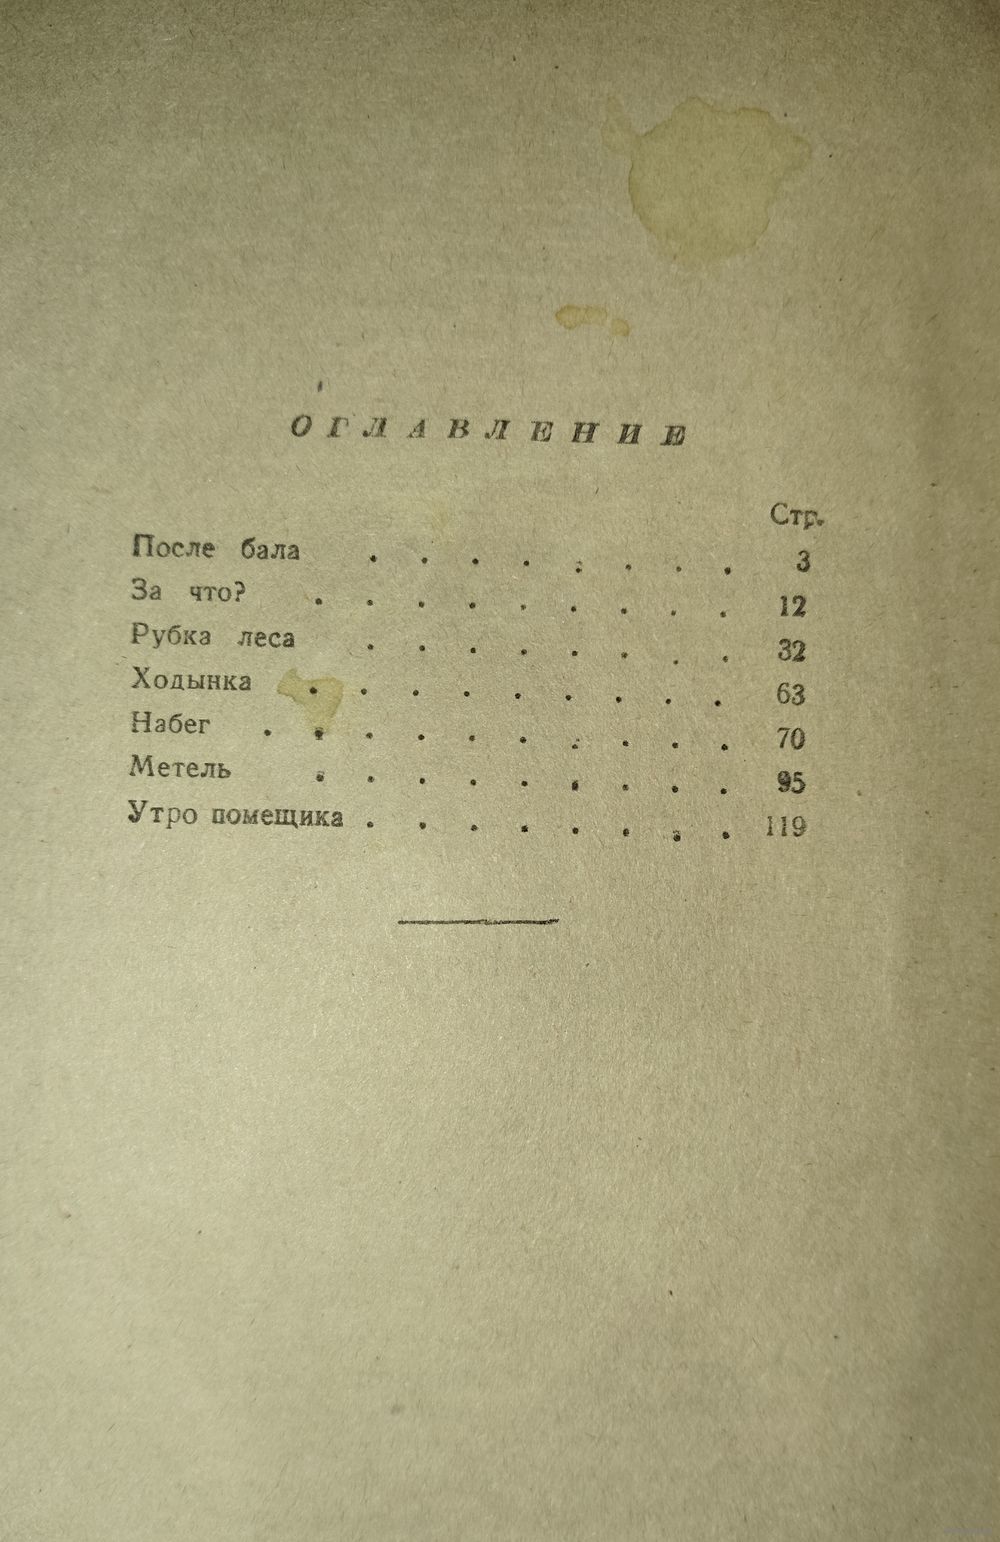 ОГЛАВЛЕНИЕ
Стр.
После бала . . . . . . . . 3
За что? . . . . . . . . . 12
Рубка леса . . . . . . . . 32
Ходынка . . . . . . . . . 63
Набег . . . . . . . . . . 70
Метель . . . . . . . . . 95
Утро помещика . . . . . . . . 119